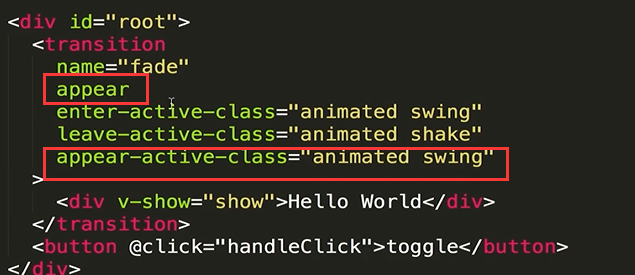 <div id="root">
<transition
name="fade"
appear
enter-active-class="animated swing"
leave-active-class="animated shake"
appear-active-class="animated swing"
>
<div v-show="show">Hello World</div>
</transition>
<button @click="handleClick">toggle</button>
</div>